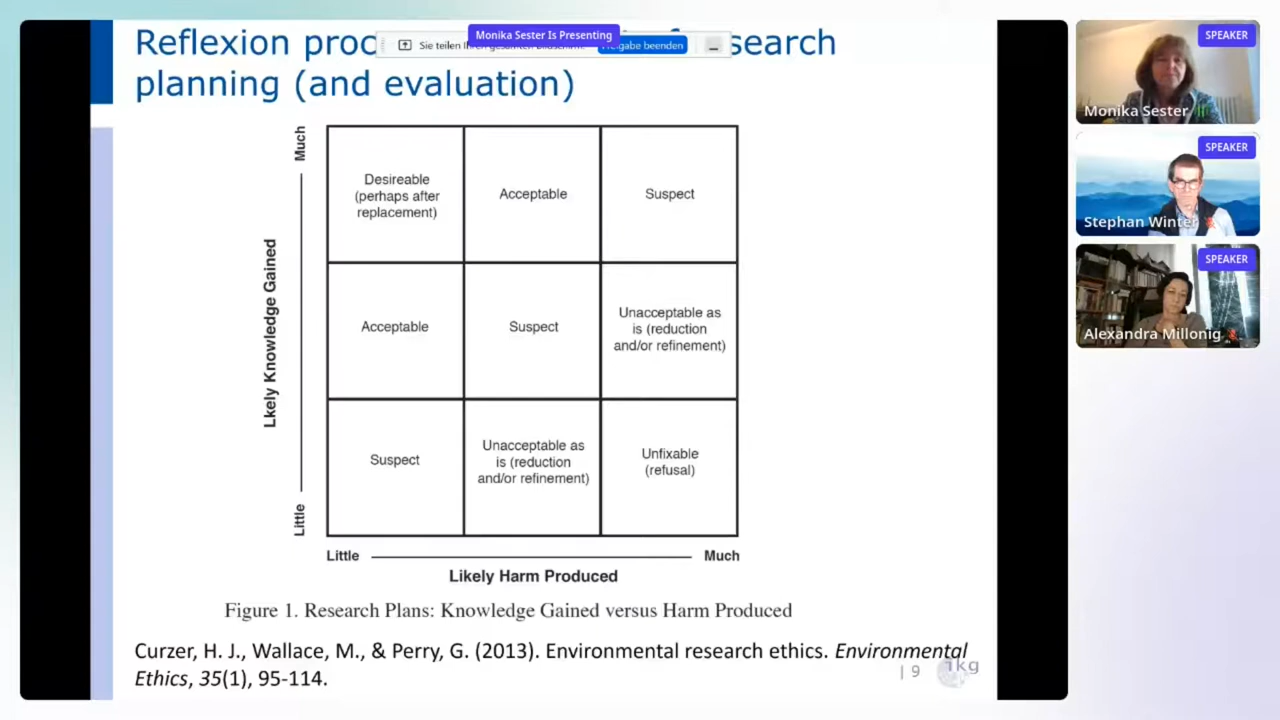 Reflexion proc search
Monika Sester Is Presenting
Sie teilen
planning (and evaluation)
Much
Likely Knowledge Gained
Little
Desireable
(perhaps after
replacement)
Acceptable
Suspect
Acceptable
Suspect
Unacceptable as
is (reduction
and/or refinement)
Suspect
Unacceptable as
is (reduction
and/or refinement)
Unfixable
(refusal)
Little
Much
Likely Harm Produced
Figure 1. Research Plans: Knowledge Gained versus Harm Produced
Curzer, H. J., Wallace, M., & Perry, G. (2013). Environmental research ethics. Environmental
Ethics, 35(1), 95-114.
| 9
ikg
SPEAKER
Monika Sester
SPEAKER
Stephan Winter
SPEAKER
Alexandra Millonig